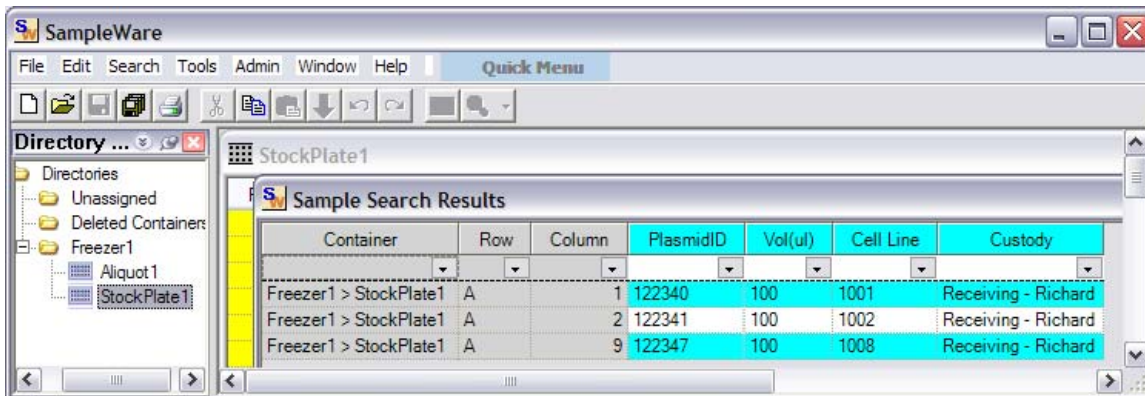 SampleWare
File Edit Search Tools Admin Window Help Quick Menu
Directory ...
StockPlate1
Directories
Unassigned
Deleted Containers
Freezer1
Aliquot1
StockPlate1
Sample Search Results
Container Row Column PlasmidID Vol(ul) Cell Line Custody
Freezer1 > StockPlate1 A 1 122340 100 1001 Receiving - Richard
Freezer1 > StockPlate1 A 2 122341 100 1002 Receiving - Richard
Freezer1 > StockPlate1 A 9 122347 100 1008 Receiving - Richard